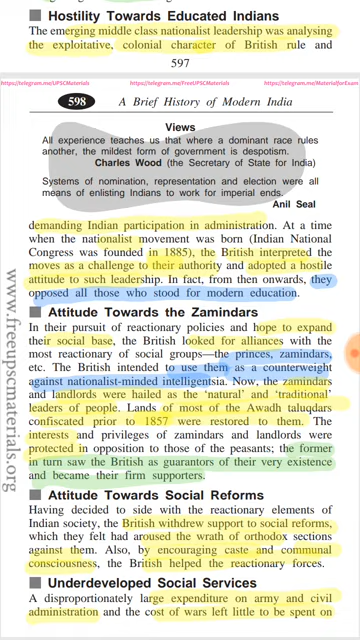 Hostility Towards Educated Indians
The emerging middle class nationalist leadership was analysing
the exploitative, colonial character of British rule and
597
https://telegram.me/UPSCMaterials https://telegram.me/FreeUPSCMaterials https://telegram.me/MaterialforExam
598 A Brief History of Modern India
Views
All experience teaches us that where a dominant race rules
another, the mildest form of government is despotism.
Charles Wood (the Secretary of State for India)
Systems of nomination, representation and election were all
means of enlisting Indians to work for imperial ends.
Anil Seal
demanding Indian participation in administration. At a time
when the nationalist movement was born (Indian National
Congress was founded in 1885), the British interpreted the
moves as a challenge to their authority and adopted a hostile
attitude to such leadership. In fact, from then onwards, they
opposed all those who stood for modern education.
Attitude Towards the Zamindars
In their pursuit of reactionary policies and hope to expand
their social base, the British looked for alliances with the
most reactionary of social groups—the princes, zamindars,
etc. The British intended to use them as a counterweight
against nationalist-minded intelligentsia. Now, the zamindars
and landlords were hailed as the ‘natural’ and ‘traditional’
leaders of people. Lands of most of the Awadh taluqdars
confiscated prior to 1857 were restored to them. The
interests and privileges of zamindars and landlords were
protected in opposition to those of the peasants; the former
in turn saw the British as guarantors of their very existence
and became their firm supporters.
Attitude Towards Social Reforms
Having decided to side with the reactionary elements of
Indian society, the British withdrew support to social reforms,
which they felt had aroused the wrath of orthodox sections
against them. Also, by encouraging caste and communal
consciousness, the British helped the reactionary forces.
Underdeveloped Social Services
A disproportionately large expenditure on army and civil
administration and the cost of wars left little to be spent on
www.freeupscmaterials.org